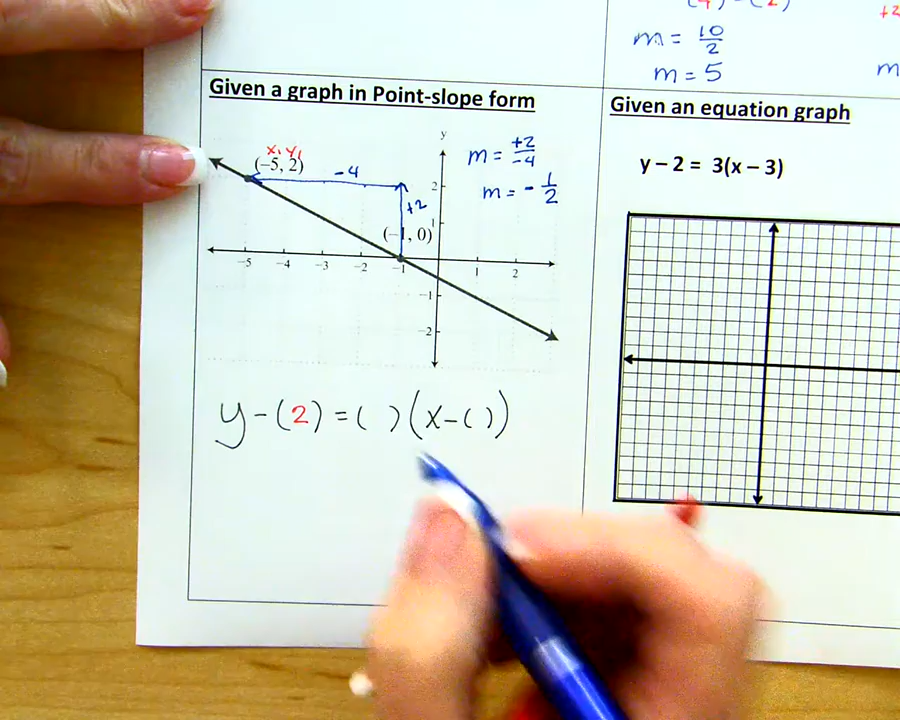 m = 10/2
m = 5
m
+2
Given a graph in Point-slope form
x₁ y₁
(−5, 2)
-4
+2
(−1, 0)
y
2
1
−5 −4 −3 −2 −1 1 2
−1
−2
m = +2/-4
m = - 1/2
y-(2)=( )(x-( ))
Given an equation graph
y – 2 = 3(x – 3)